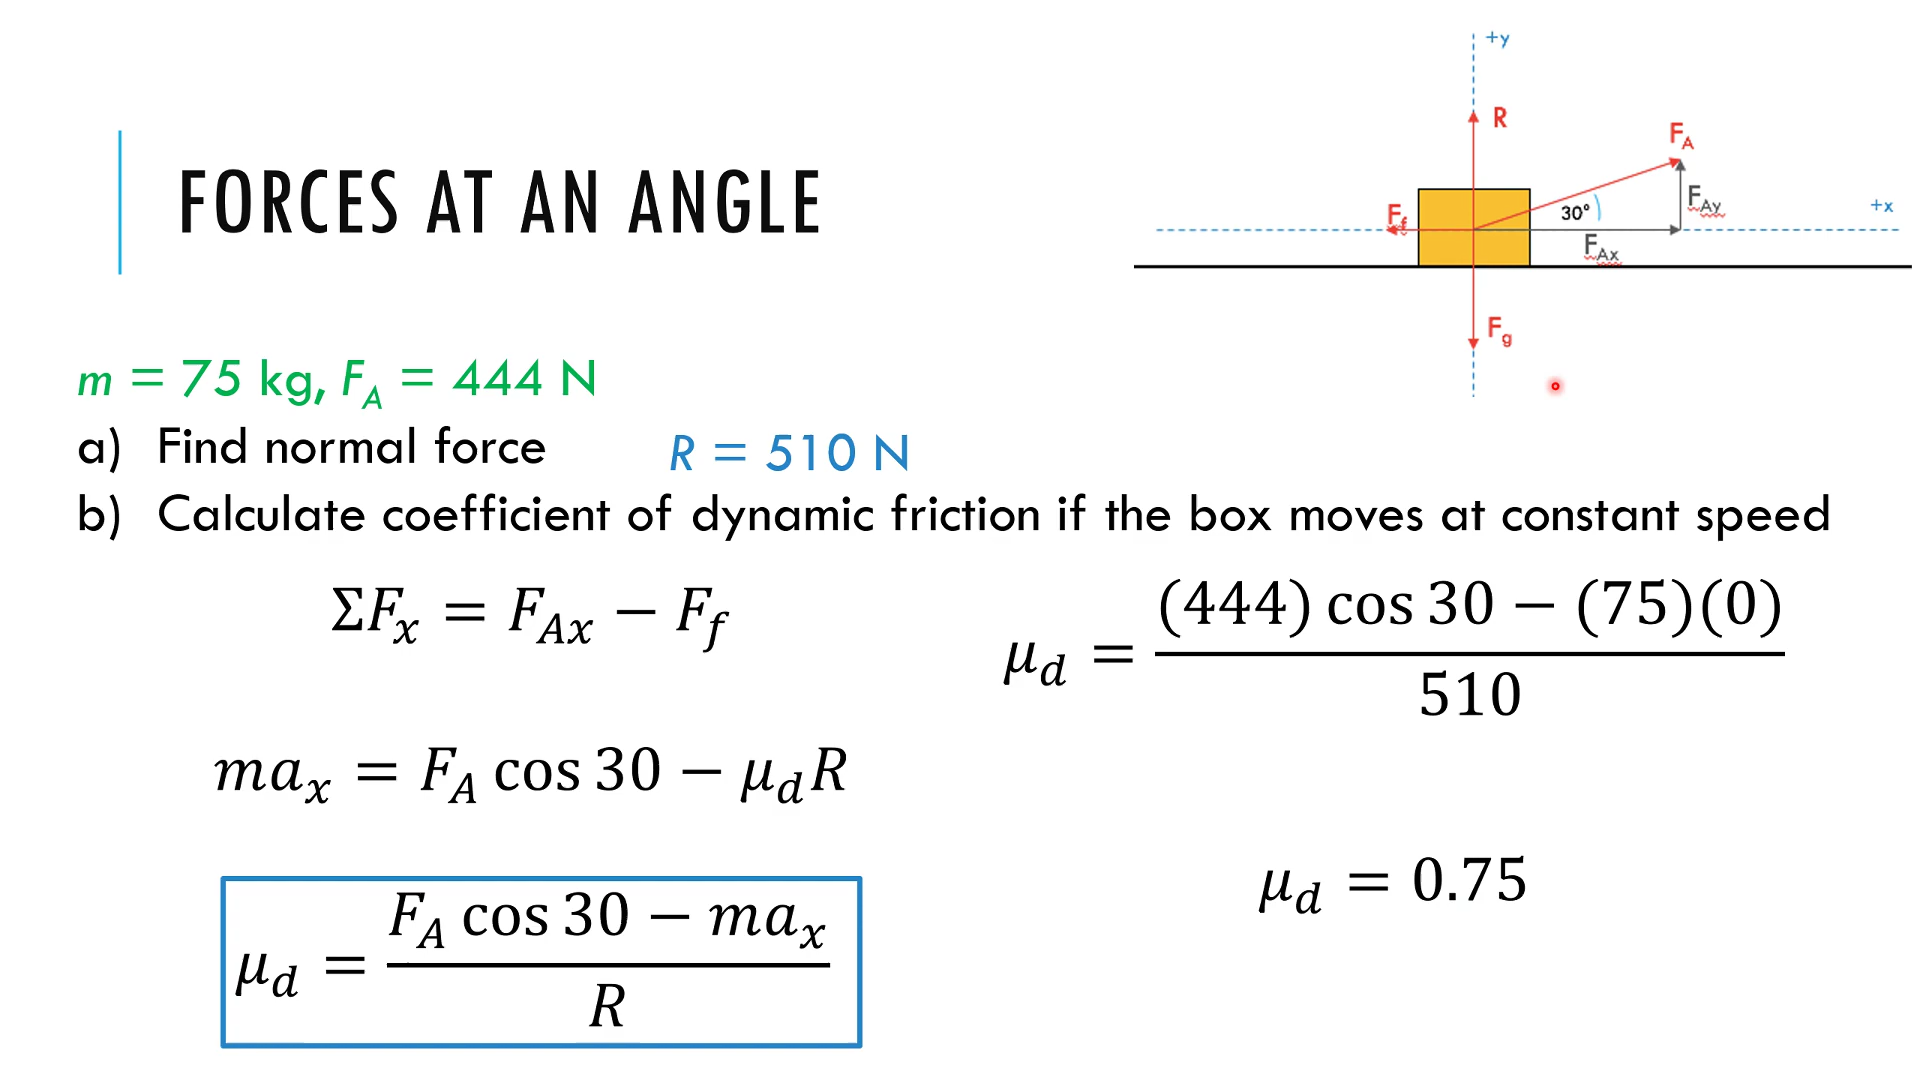 FORCES AT AN ANGLE
+y
R
F_A
30°
F_Ay
+x
F_f
F_Ax
F_g
m = 75 kg, F_A = 444 N
a) Find normal force R = 510 N
b) Calculate coefficient of dynamic friction if the box moves at constant speed
ΣF_x = F_Ax − F_f
ma_x = F_A cos 30 − μ_d R
μ_d = (F_A cos 30 − ma_x) / R
μ_d = ((444) cos 30 − (75)(0)) / 510
μ_d = 0.75